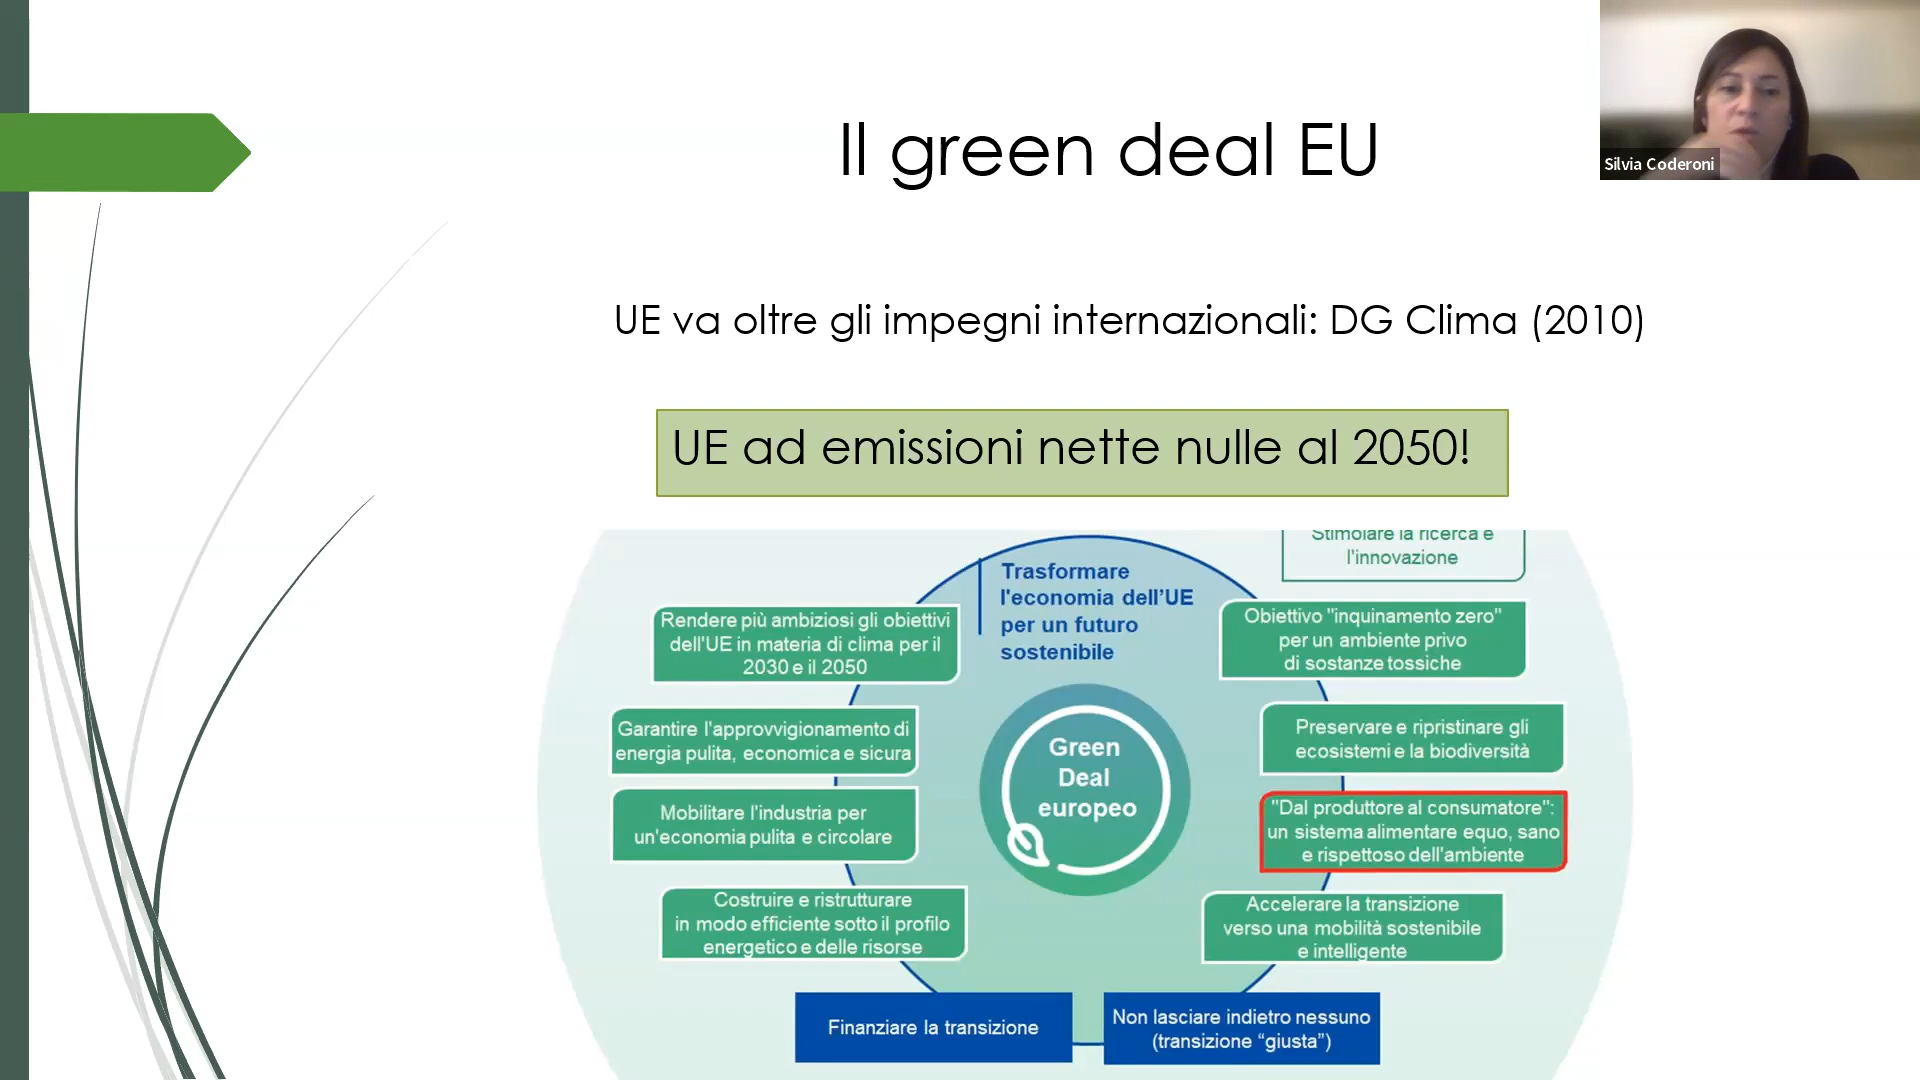 Il green deal EU
Silvia Coderoni
UE va oltre gli impegni internazionali: DG Clima (2010)
UE ad emissioni nette nulle al 2050!
Stimolare la ricerca e
l'innovazione
Trasformare
l'economia dell’UE
per un futuro
sostenibile
Rendere più ambiziosi gli obiettivi
dell'UE in materia di clima per il
2030 e il 2050
Obiettivo "inquinamento zero"
per un ambiente privo
di sostanze tossiche
Garantire l'approvvigionamento di
energia pulita, economica e sicura
Preservare e ripristinare gli
ecosistemi e la biodiversità
Green
Deal
europeo
Mobilitare l'industria per
un'economia pulita e circolare
"Dal produttore al consumatore":
un sistema alimentare equo, sano
e rispettoso dell'ambiente
Costruire e ristrutturare
in modo efficiente sotto il profilo
energetico e delle risorse
Accelerare la transizione
verso una mobilità sostenibile
e intelligente
Finanziare la transizione
Non lasciare indietro nessuno
(transizione “giusta”)